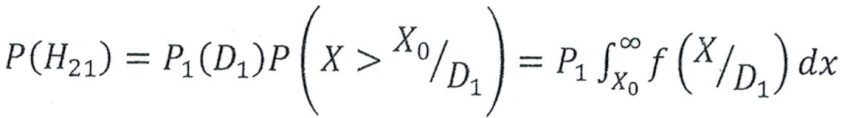 P(H₂₁) = P₁(D₁)P(X > X₀/D₁) = P₁ ∫_{X₀}^{∞} f(X/D₁) dx